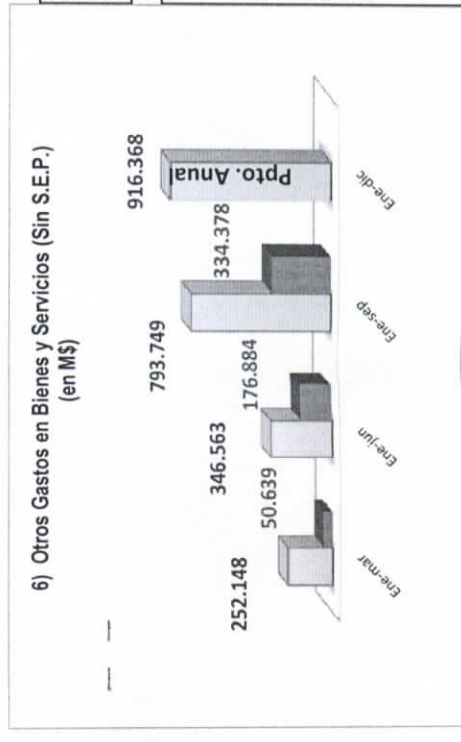 6) Otros Gastos en Bienes y Servicios (Sin S.E.P.)
(en M$)
252.148
50.639
346.563
176.884
793.749
334.378
916.368
Ppto. Anual
Ene-mar
Ene-jun
Ene-sep
Ene-dic